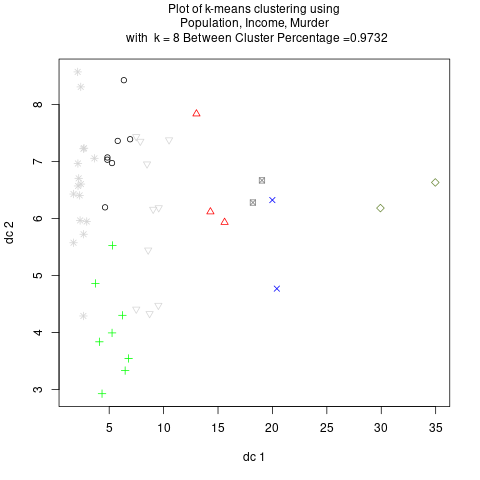 Plot of k-means clustering using
Population, Income, Murder
with k = 8 Between Cluster Percentage =0.9732
8
7
6
5
4
3
dc 2
5 10 15 20 25 30 35
dc 1